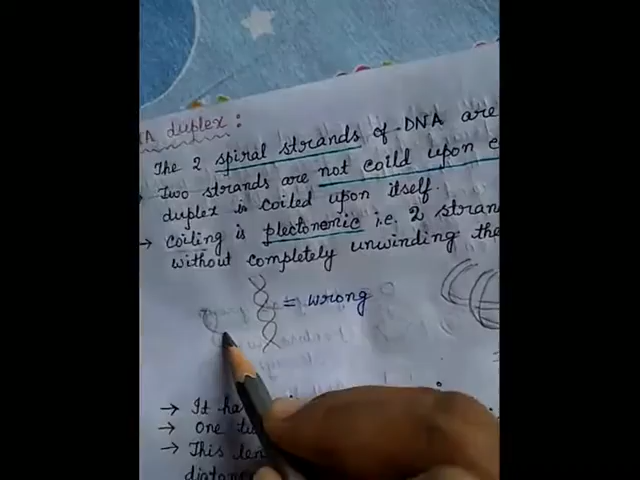 A duplex :
The 2 spiral strands of DNA are
Two strands are not coild upon
duplex is coiled upon itself.
→ Coiling is plectonemic i.e. 2 stran
without completely unwinding the
= wrong
→ It ha
→ One
→ This
distanc